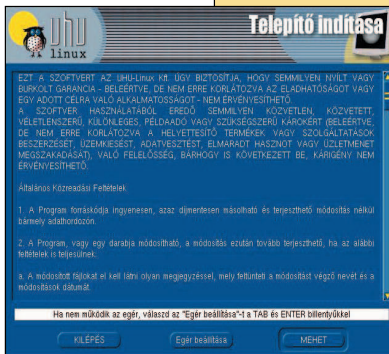 Telepítő indítása
UHU
linux
EZT A SZOFTVERT AZ UHU-Linux Kft. ÚGY BIZTOSÍTJA, HOGY SEMMILYEN NYÍLT VAGY
BURKOLT GARANCIA - BELEÉRTVE, DE NEM ERRE KORLÁTOZVA AZ ELADHATÓSÁGOT VAGY
EGY ADOTT CÉLRA VALÓ ALKALMATOSSÁGOT - NEM ÉRVÉNYESÍTHETŐ.
A SZOFTVER HASZNÁLATÁBÓL EREDŐ SEMMILYEN KÖZVETLEN, KÖZVETETT,
VÉLETLENSZERŰ, KÜLÖNLEGES, PÉLDAADÓ VAGY SZÜKSÉGSZERŰ KÁROKÉRT (BELEÉRTVE,
DE NEM ERRE KORLÁTOZVA A HELYETTESÍTŐ TERMÉKEK VAGY SZOLGÁLTATÁSOK
BESZERZÉSÉT, ÜZEMKIESÉST, ADATVESZTÉST, ELMARADT HASZNOT VAGY ÜZLETMENET
MEGSZAKADÁSÁT), VALÓ FELELŐSSÉG, BÁRHOGY IS KÖVETKEZETT BE, KÁRIGÉNY NEM
ÉRVÉNYESÍTHETŐ.
Általános Közreadási Feltételek
1. A Program forráskódja ingyenesen, azaz díjmentesen másolható és terjeszthető módosítás nélkül
bármely adathordozón.
2. A Program, vagy egy darabja módosítható, a módosítás ezután tovább terjeszthető, ha az alábbi
feltételek is teljesülnek:
a. A módosított fájlokat el kell látni olyan megjegyzéssel, mely feltünteti a módosítást végző nevét és a
módosítások dátumát.
Ha nem működik az egér, válaszd az "Egér beállítása"-t a TAB és ENTER billentyűkkel
KILÉPÉS
Egér beállítása
MEHET